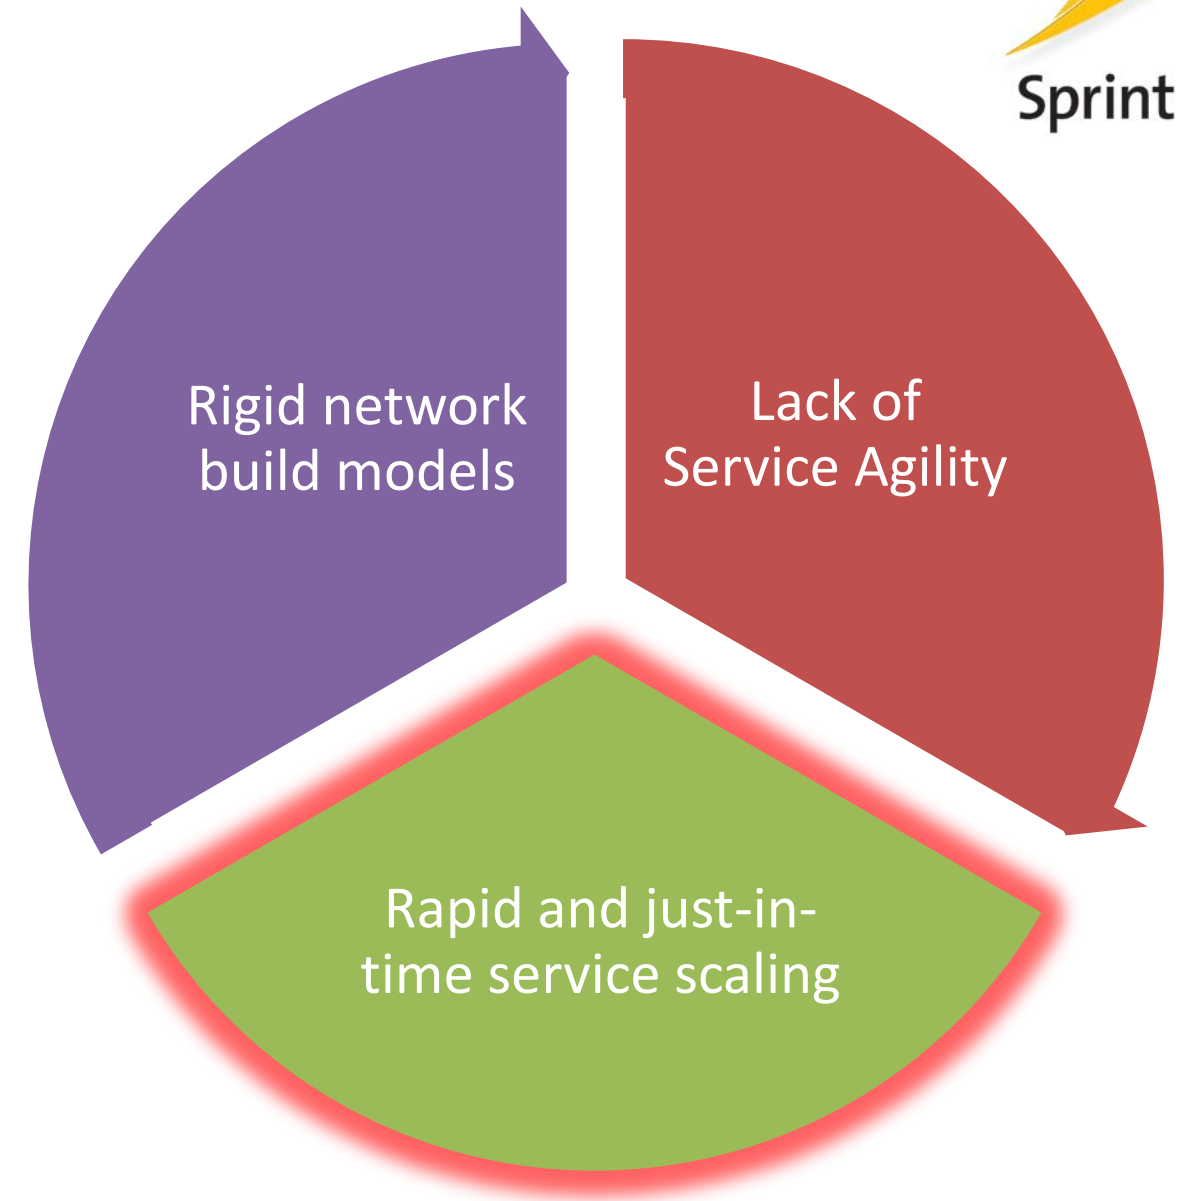 Sprint
Rigid network
build models
Lack of
Service Agility
Rapid and just-in-
time service scaling